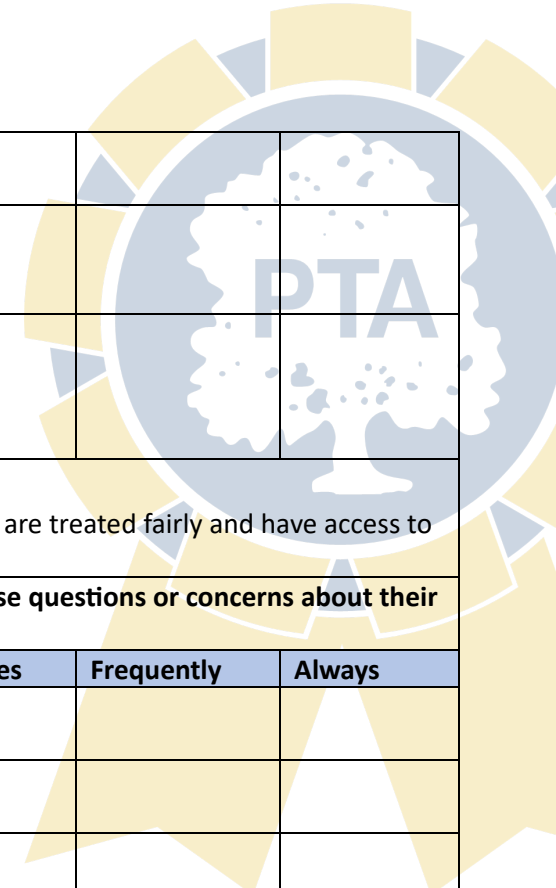 PTA
are treated fairly and have access to
se questions or concerns about their
es Frequently Always